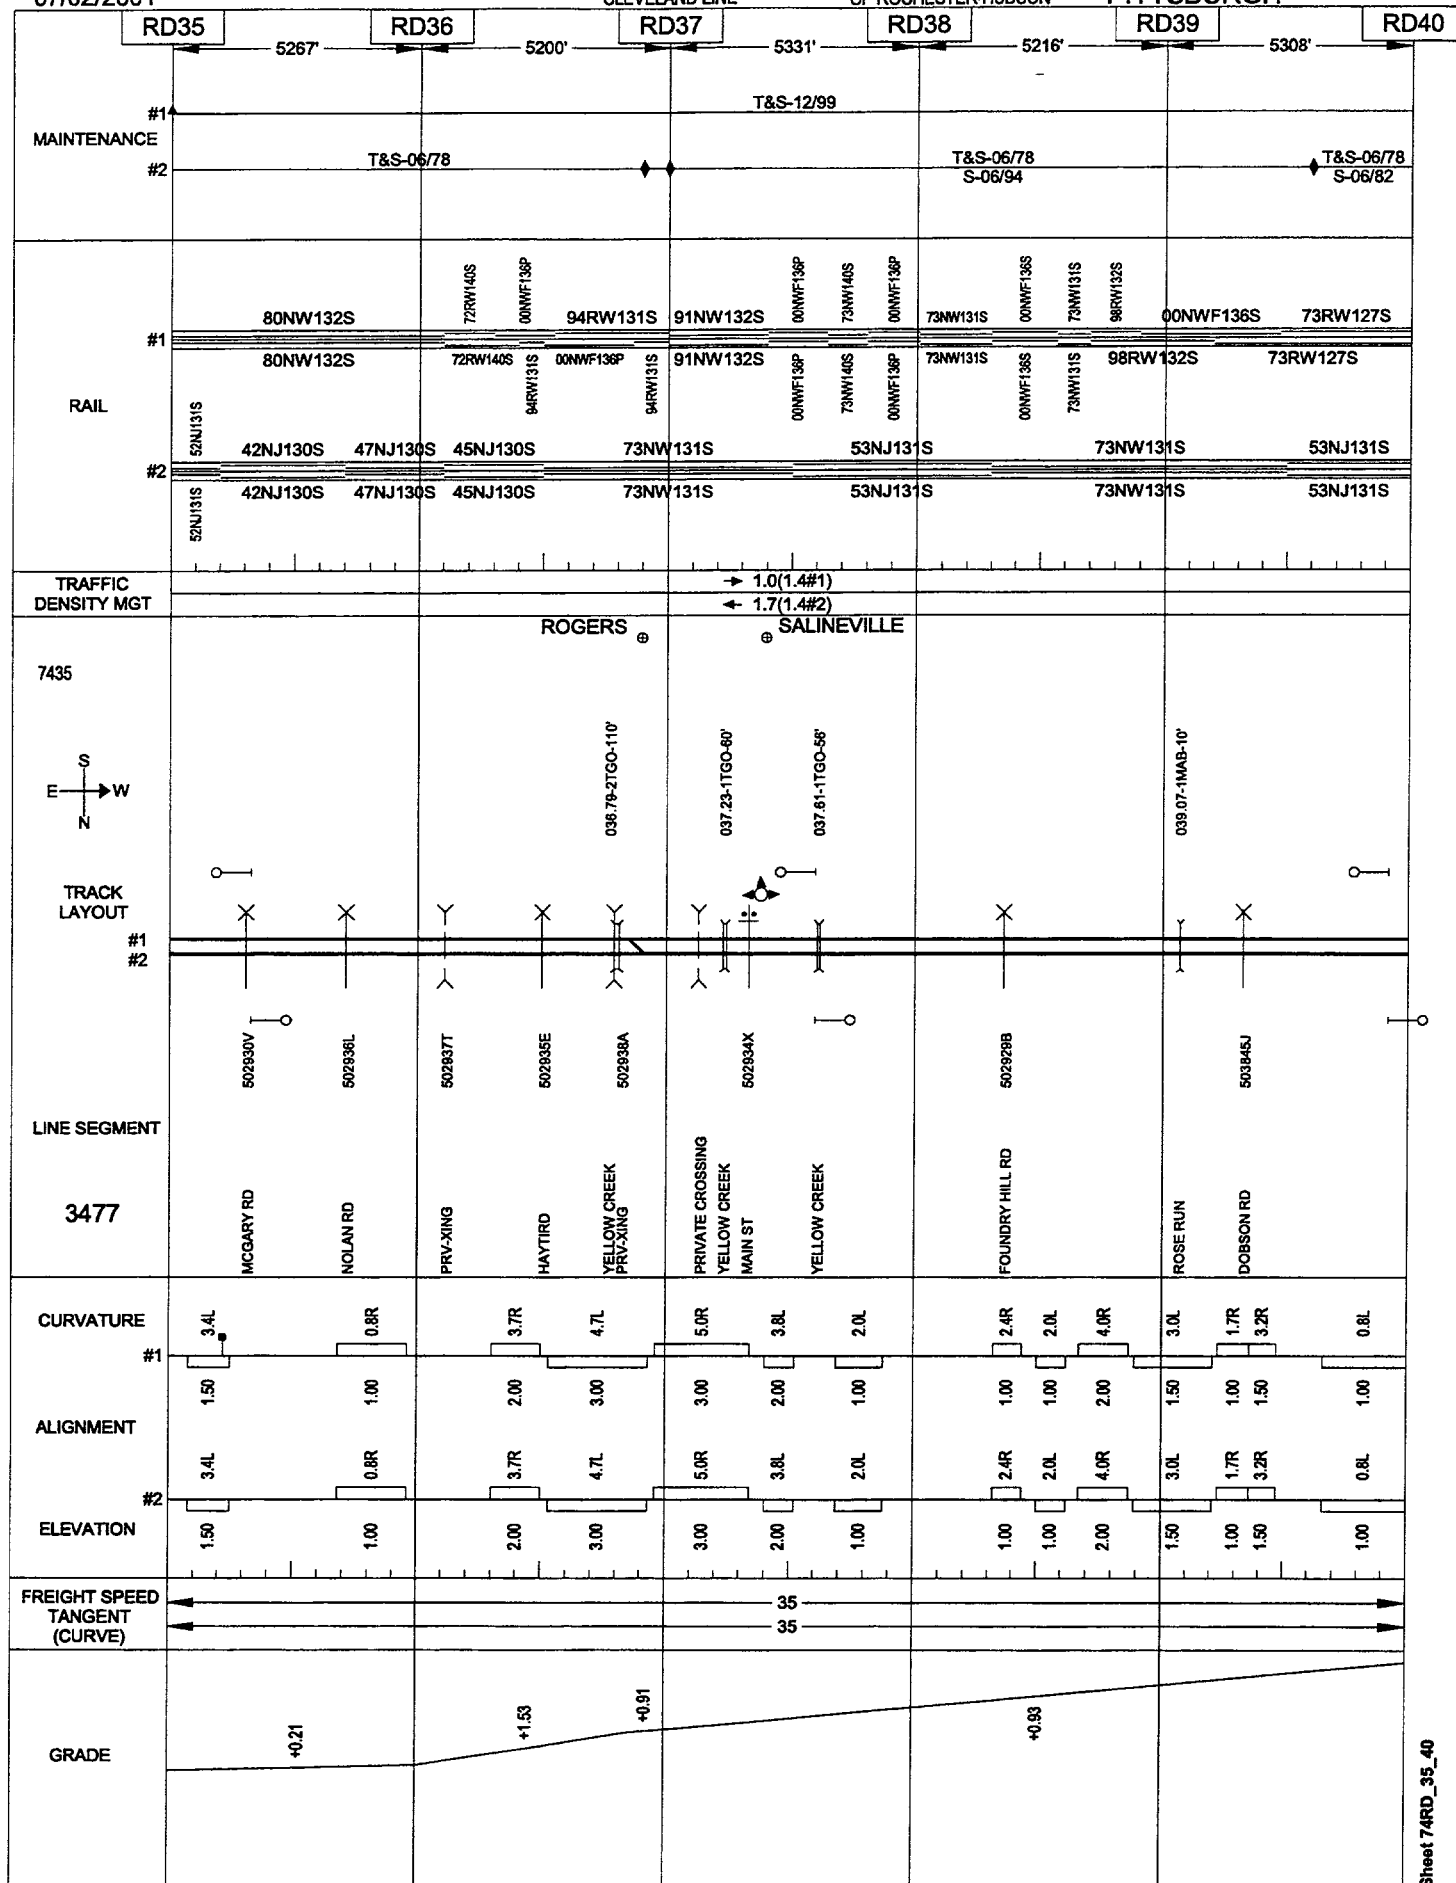 RD35 RD36 RD37 RD38 RD39 RD40
5267' 5200' 5331' 5216' 5308'
#1 T&S-12/99
MAINTENANCE
#2 T&S-06/78 T&S-06/78 T&S-06/78
S-06/94 S-06/82
72RW140S 00NWF136P 00NWF136P 73NW140S 00NWF136P 00NWF136S 73NW131S 98RW132S
80NW132S 94RW131S 91NW132S 73NW131S 00NWF136S 73RW127S
#1
80NW132S 72RW140S 00NWF136P 91NW132S 73NW131S 98RW132S 73RW127S
94RW131S 94RW131S 00NWF136P 73NW140S 00NWF136P 00NWF136S 73NW131S
RAIL
52NJ131S
42NJ130S 47NJ130S 45NJ130S 73NW131S 53NJ131S 73NW131S 53NJ131S
#2
42NJ130S 47NJ130S 45NJ130S 73NW131S 53NJ131S 73NW131S 53NJ131S
52NJ131S
TRAFFIC
DENSITY MGT
1.0(1.4#1)
1.7(1.4#2)
ROGERS SALINEVILLE
7435
036.79-2TGO-110' 037.23-1TGO-60' 037.61-1TGO-56' 039.07-1MAB-10'
S
E W
N
TRACK
LAYOUT
#1
#2
502930V 502936L 502937T 502935E 502938A 502934X 502929B 503845J
LINE SEGMENT
3477
MCGARY RD
NOLAN RD
PRV-XING
HAYTIRD
YELLOW CREEK
PRV-XING
PRIVATE CROSSING
YELLOW CREEK
MAIN ST
YELLOW CREEK
FOUNDRY HILL RD
ROSE RUN
DOBSON RD
CURVATURE
3.4L 0.8R 3.7R 4.7L 5.0R 3.8L 2.0L 2.4R 2.0L 4.0R 3.0L 1.7R 3.2R 0.8L
#1
1.50 1.00 2.00 3.00 3.00 2.00 1.00 1.00 1.00 2.00 1.50 1.00 1.50 1.00
ALIGNMENT
3.4L 0.8R 3.7R 4.7L 5.0R 3.8L 2.0L 2.4R 2.0L 4.0R 3.0L 1.7R 3.2R 0.8L
#2
ELEVATION
1.50 1.00 2.00 3.00 3.00 2.00 1.00 1.00 1.00 2.00 1.50 1.00 1.50 1.00
FREIGHT SPEED
TANGENT
(CURVE)
35
35
GRADE
+0.21 +1.53 +0.91 +0.93
Sheet 74RD_35_40